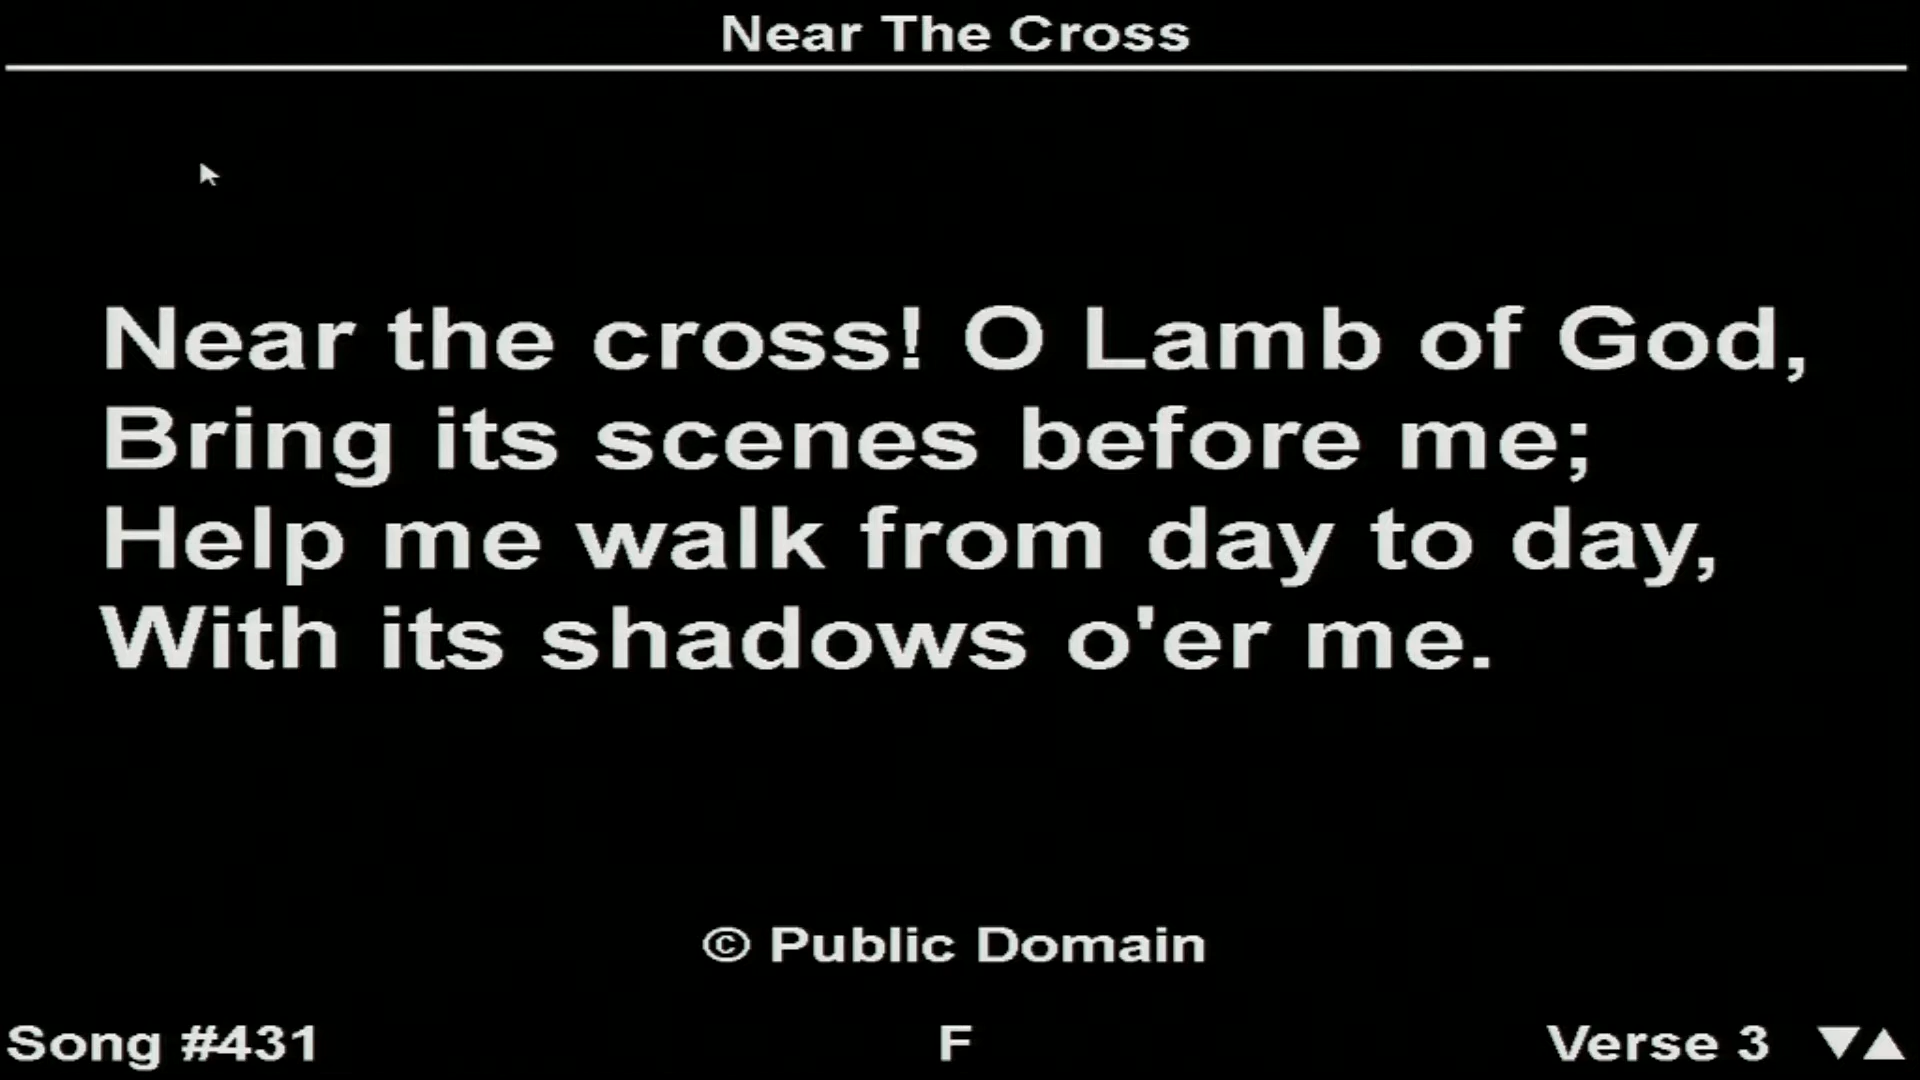 Near The Cross
Near the cross! O Lamb of God,
Bring its scenes before me;
Help me walk from day to day,
With its shadows o'er me.
© Public Domain
Song #431
F
Verse 3 ▼▲